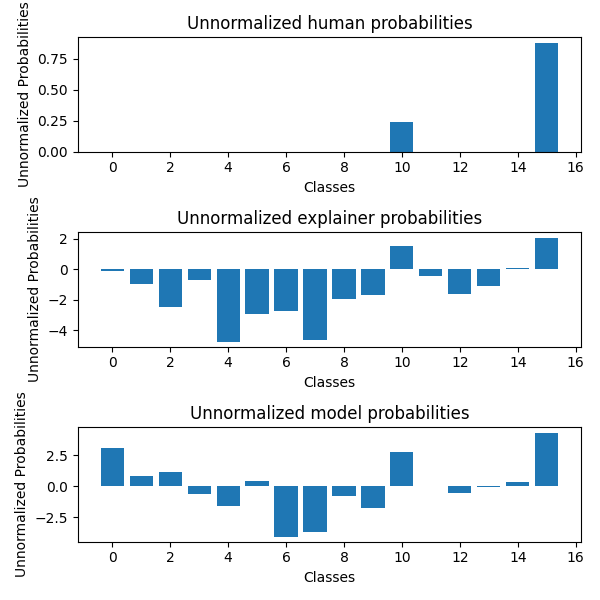 Unnormalized human probabilities
Unnormalized Probabilities
0.75
0.50
0.25
0.00
0 2 4 6 8 10 12 14 16
Classes
Unnormalized explainer probabilities
Unnormalized Probabilities
2
0
−2
−4
0 2 4 6 8 10 12 14 16
Classes
Unnormalized model probabilities
Unnormalized Probabilities
2.5
0.0
−2.5
0 2 4 6 8 10 12 14 16
Classes